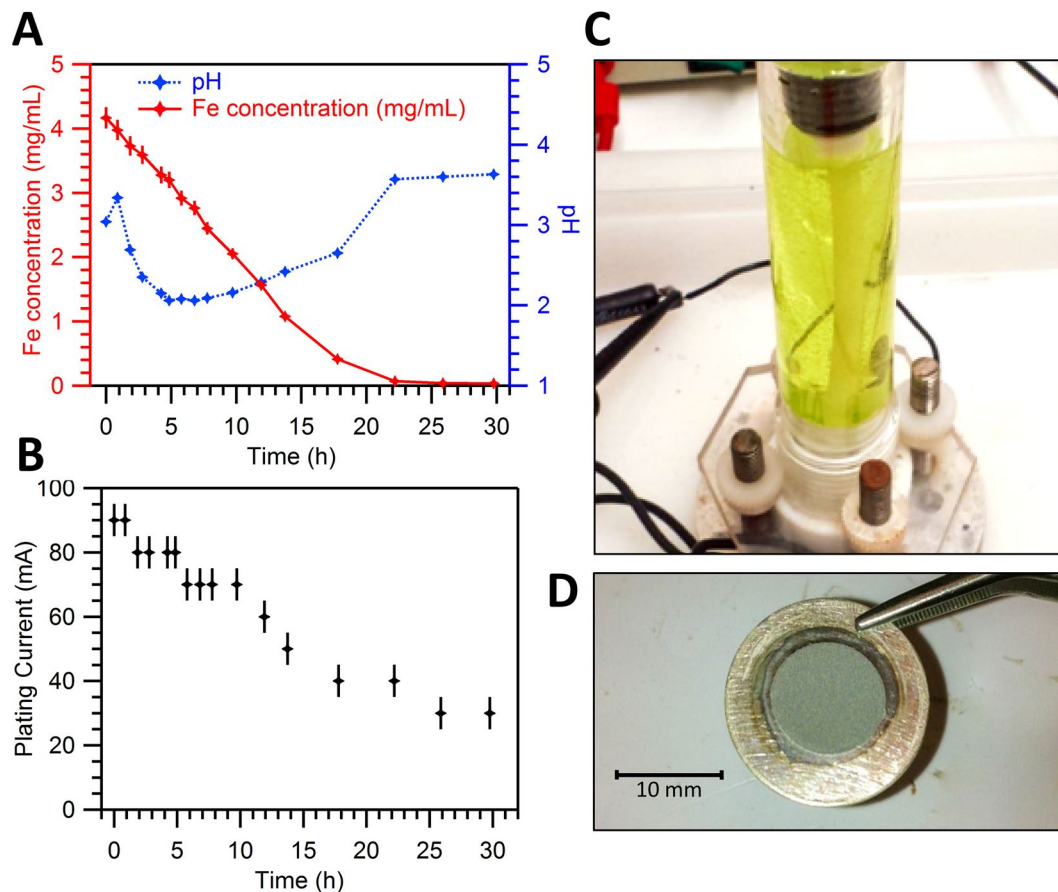 A
5
4
3
2
1
0
Fe concentration (mg/mL)
pH
Fe concentration (mg/mL)
5
4
3
2
1
pH
0 5 10 15 20 25 30
Time (h)
B
100
80
60
40
20
0
Plating Current (mA)
0 5 10 15 20 25 30
Time (h)
C
D
10 mm